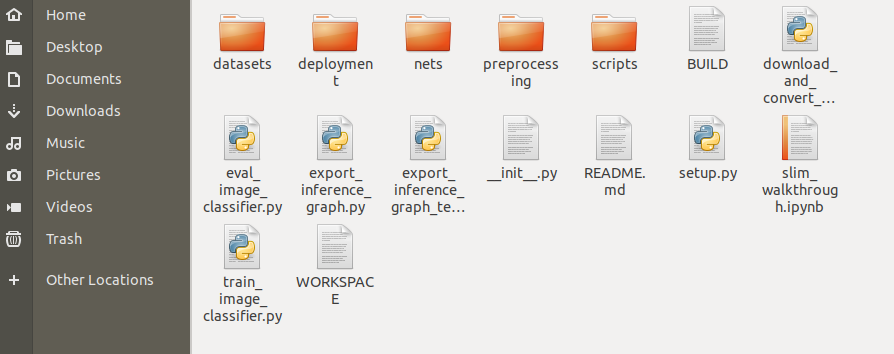 Home
Desktop
Documents
Downloads
Music
Pictures
Videos
Trash
Other Locations
datasets
deploymen
t
nets
preprocess
ing
scripts
BUILD
download_
and_
convert_...
eval_
image_
classifier.py
export_
inference_
graph.py
export_
inference_
graph_te...
__init__.py
README.
md
setup.py
slim_
walkthroug
h.ipynb
train_
image_
classifier.py
WORKSPAC
E